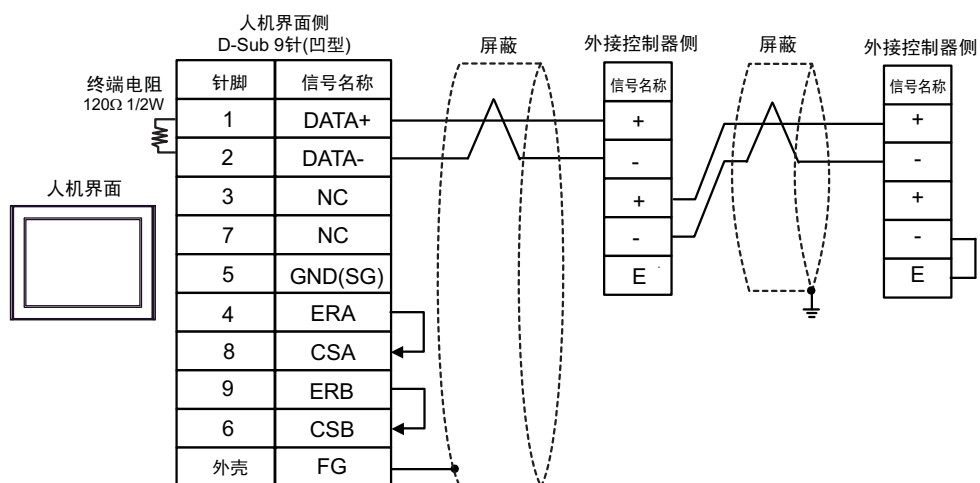 人机界面侧
D-Sub 9针(凹型)
终端电阻
120Ω 1/2W
人机界面
针脚 信号名称
1 DATA+
2 DATA-
3 NC
7 NC
5 GND(SG)
4 ERA
8 CSA
9 ERB
6 CSB
外壳 FG
屏蔽
外接控制器侧
信号名称
+
-
+
-
E
屏蔽
外接控制器侧
信号名称
+
-
+
-
E